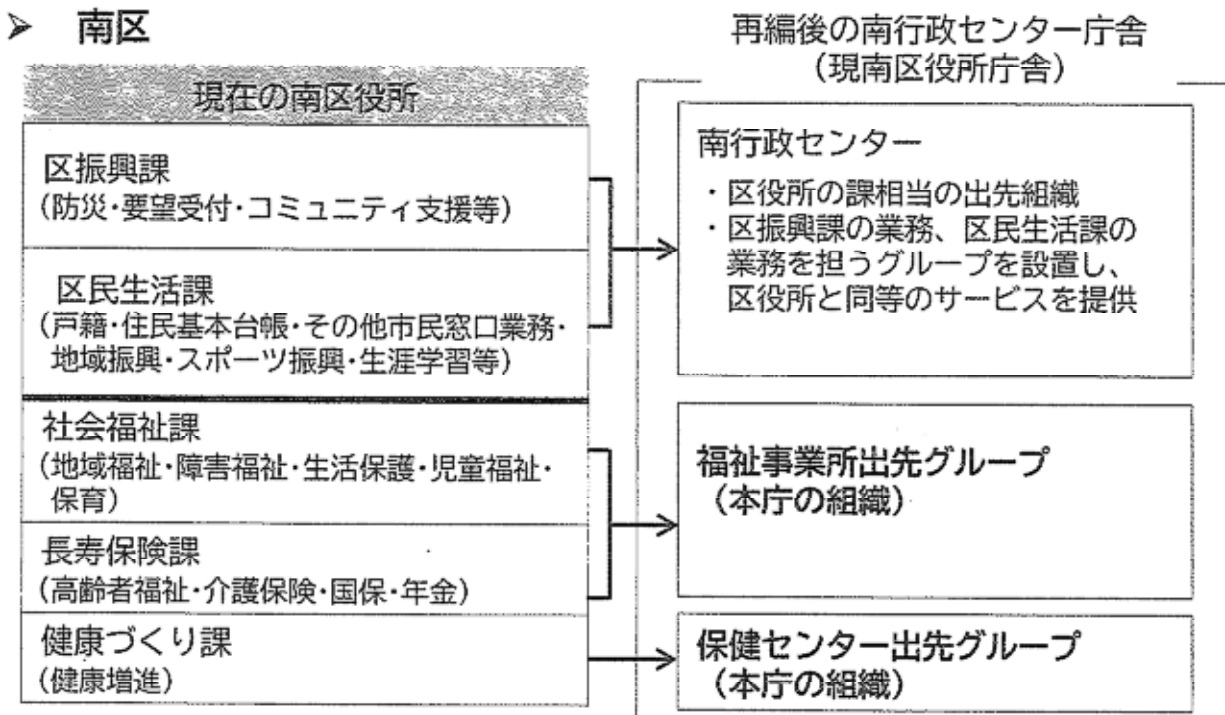 ➢ 南区
現在の南区役所
区振興課
(防災・要望受付・コミュニティ支援等)
区民生活課
(戸籍・住民基本台帳・その他市民窓口業務・
地域振興・スポーツ振興・生涯学習等)
社会福祉課
(地域福祉・障害福祉・生活保護・児童福祉・
保育)
長寿保険課
(高齢者福祉・介護保険・国保・年金)
健康づくり課
(健康増進)
再編後の南行政センター庁舎
(現南区役所庁舎)
南行政センター
・区役所の課相当の出先組織
・区振興課の業務、区民生活課の
業務を担うグループを設置し、
区役所と同等のサービスを提供
福祉事業所出先グループ
(本庁の組織)
保健センター出先グループ
(本庁の組織)